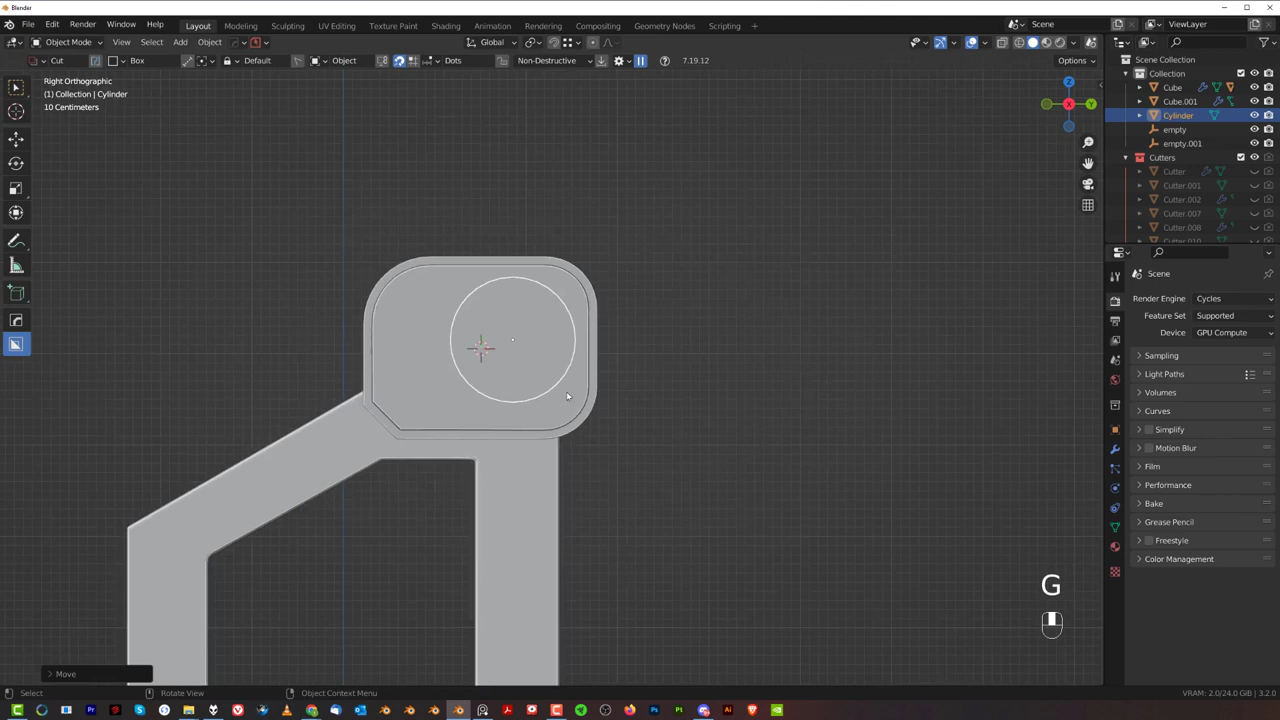 Blender
File Edit Render Window Help Layout Modeling Sculpting UV Editing Texture Paint Shading Animation Rendering Compositing Geometry Nodes Scripting + Scene ViewLayer
Object Mode View Select Add Object Global
Cut Box Default Object Dots Non-Destructive 7.19.12 Options
Right Orthographic
(1) Collection | Cylinder
10 Centimeters
Z
Y
X
Scene Collection
Collection
Cube
Cube.001
Cylinder
empty
empty.001
Cutters
Cutter
Cutter.001
Cutter.002
Cutter.007
Cutter.008
Cutter.010
Scene
Render Engine Cycles
Feature Set Supported
Device GPU Compute
Sampling
Light Paths
Volumes
Curves
Simplify
Motion Blur
Film
Performance
Bake
Grease Pencil
Freestyle
Color Management
G
Move
Select Rotate View Object Context Menu VRAM: 2.0/24.0 GiB | 3.2.0